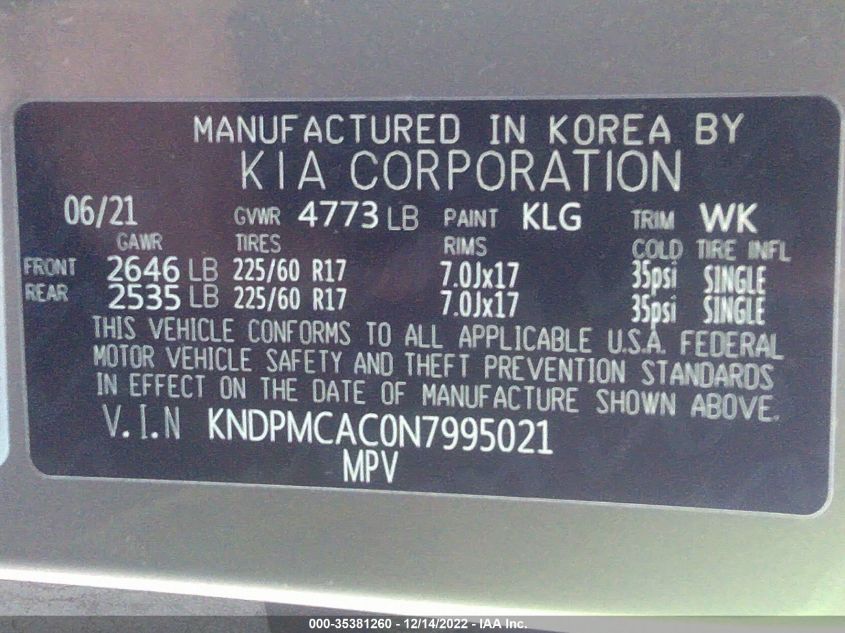 MANUFACTURED IN KOREA BY
KIA CORPORATION
06/21 GVWR 4773 LB PAINT KLG TRIM WK
GAWR TIRES RIMS COLD TIRE INFL
FRONT 2646 LB 225/60 R17 7.0Jx17 35psi SINGLE
REAR 2535 LB 225/60 R17 7.0Jx17 35psi SINGLE
THIS VEHICLE CONFORMS TO ALL APPLICABLE U.S.A. FEDERAL
MOTOR VEHICLE SAFETY AND THEFT PREVENTION STANDARDS
IN EFFECT ON THE DATE OF MANUFACTURE SHOWN ABOVE.
V.I.N KNDPMCAC0N7995021
MPV
000-35381260 - 12/14/2022 - IAA Inc.